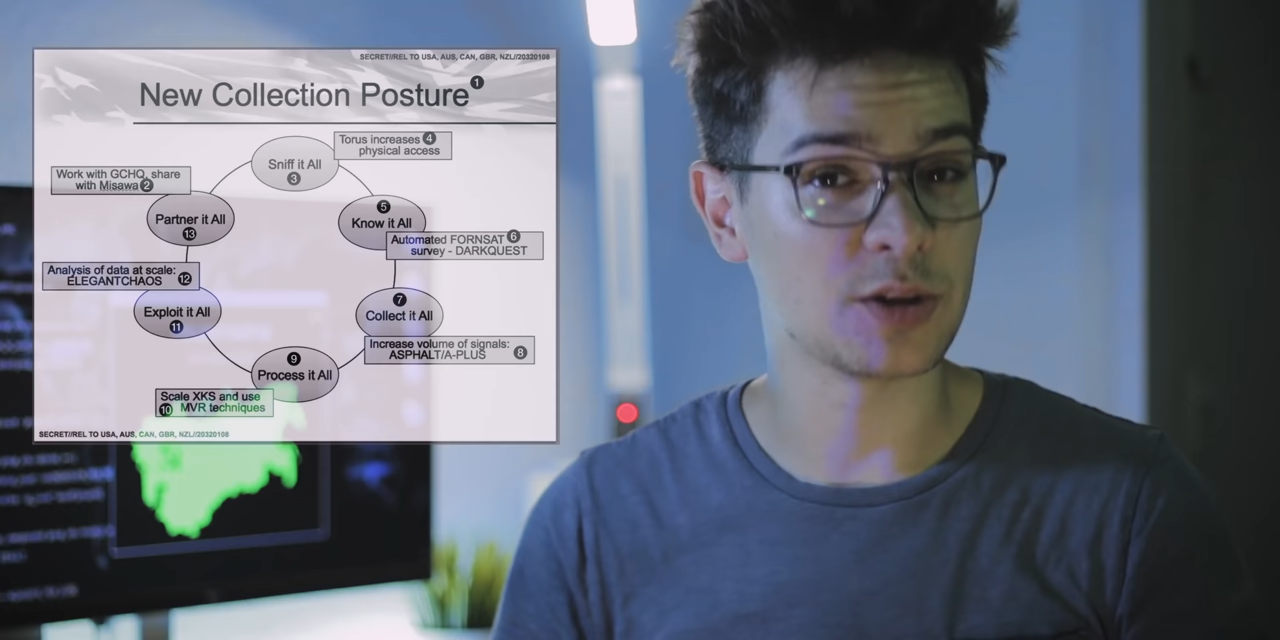 SECRET//REL TO USA, AUS, CAN, GBR, NZL//20320108
New Collection Posture 1
Sniff it All
3
Torus increases 4
physical access
Work with GCHQ, share
with Misawa 2
Partner it All
13
5
Know it All
Automated FORNSAT 6
survey - DARKQUEST
Analysis of data at scale: 12
ELEGANTCHAOS
Exploit it All
11
7
Collect it All
Increase volume of signals:
ASPHALT/A-PLUS 8
9
Process it All
Scale XKS and use
10 MVR techniques
SECRET//REL TO USA, AUS, CAN, GBR, NZL//20320108